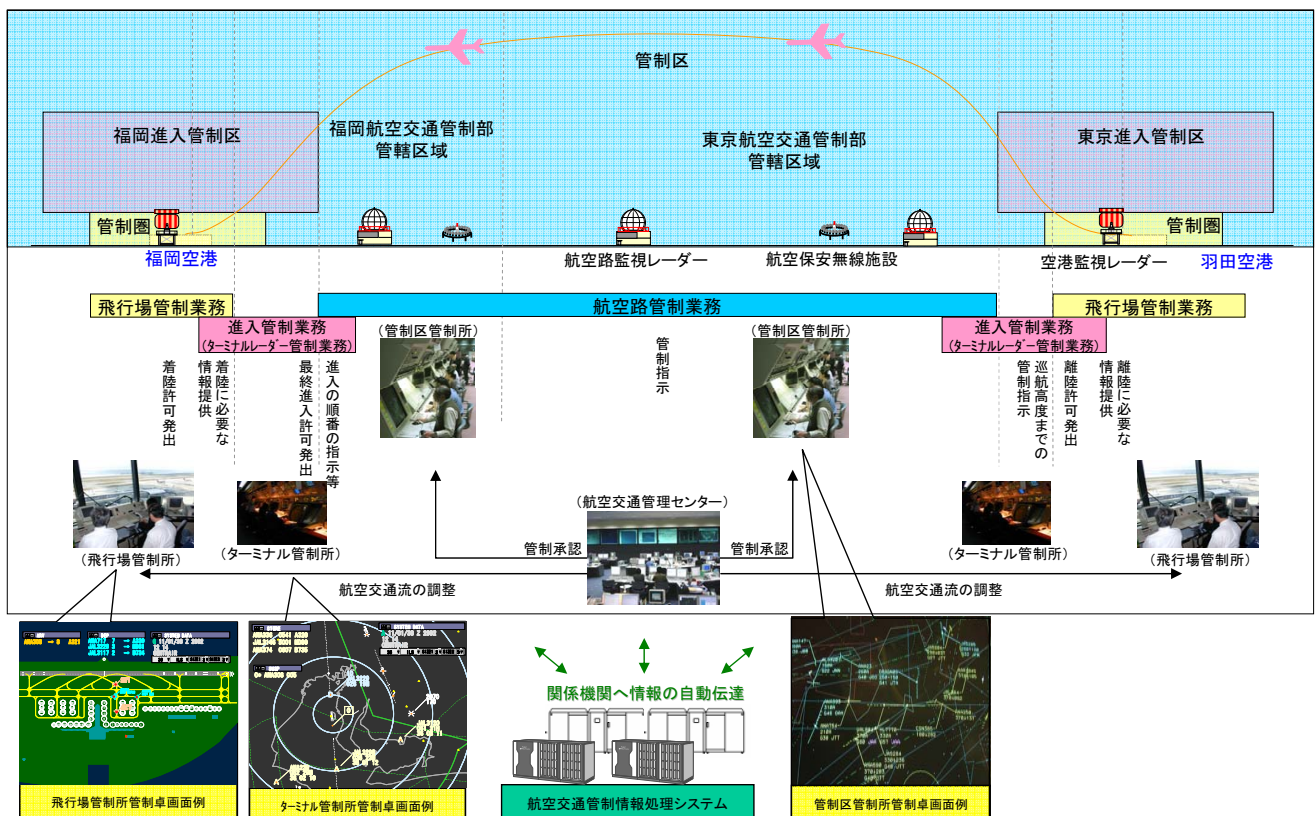 管制区
福岡進入管制区
福岡航空交通管制部
管轄区域
東京航空交通管制部
管轄区域
東京進入管制区
管制圏
管制圏
福岡空港
航空路監視レーダー
航空保安無線施設
空港監視レーダー
羽田空港
飛行場管制業務
航空路管制業務
飛行場管制業務
進入管制業務
(ターミナルレーダー管制業務)
進入管制業務
(ターミナルレーダー管制業務)
(管制区管制所)
(管制区管制所)
着陸許可発出
着陸に必要な
情報提供
進入の順番の指示等
最終進入許可発出
管制指示
巡航高度までの
管制指示
離陸許可発出
離陸に必要な
情報提供
(航空交通管理センター)
(飛行場管制所)
(ターミナル管制所)
管制承認
管制承認
(ターミナル管制所)
(飛行場管制所)
航空交通流の調整
航空交通流の調整
関係機関へ情報の自動伝達
飛行場管制所管制卓画面例
ターミナル管制所管制卓画面例
航空交通管制情報処理システム
管制区管制所管制卓画面例